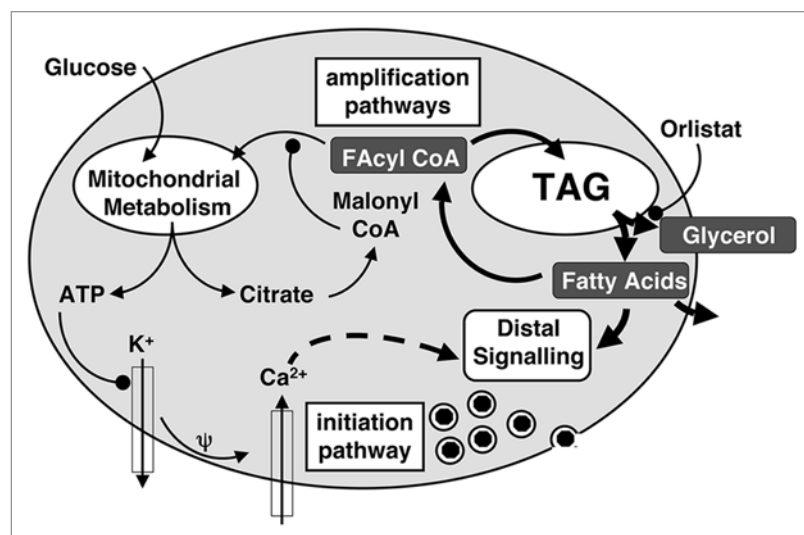 Glucose
amplification
pathways
Orlistat
FAcyl CoA
TAG
Mitochondrial
Metabolism
Malonyl
CoA
Glycerol
Fatty Acids
ATP
Citrate
Distal
Signalling
K⁺
Ca²⁺
ψ
initiation
pathway